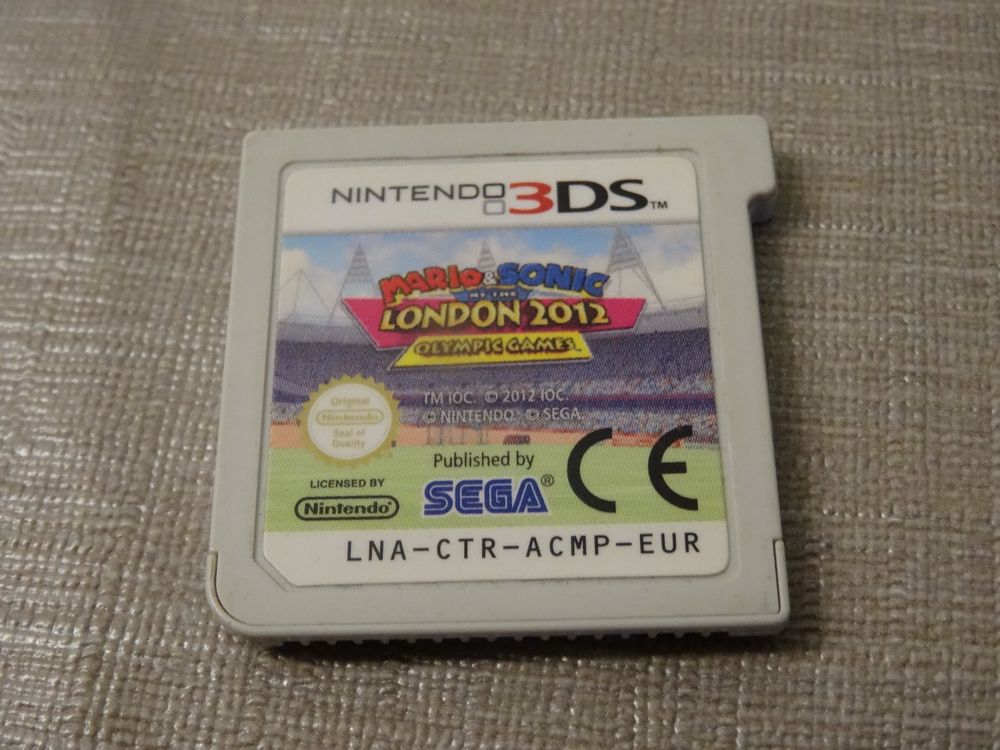 NINTENDO 3DS™
MARIO & SONIC
AT THE
LONDON 2012
OLYMPIC GAMES™
TM IOC. © 2012 IOC.
© NINTENDO. © SEGA.
Original
Nintendo
Seal of
Quality
Published by
SEGA®
CE
LICENSED BY
Nintendo®
LNA-CTR-ACMP-EUR